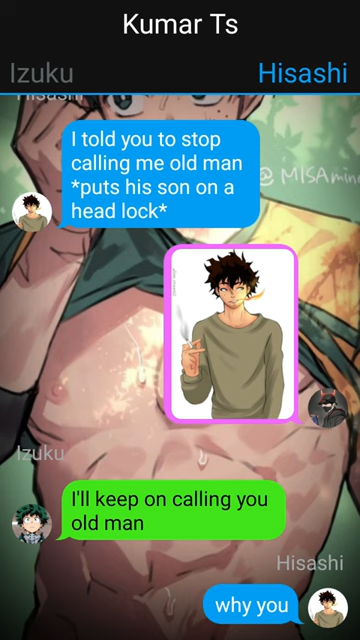 Kumar Ts
Izuku
Hisashi
Hisashi
I told you to stop
calling me old man
*puts his son on a
head lock*
Izuku
I'll keep on calling you
old man
Hisashi
why you